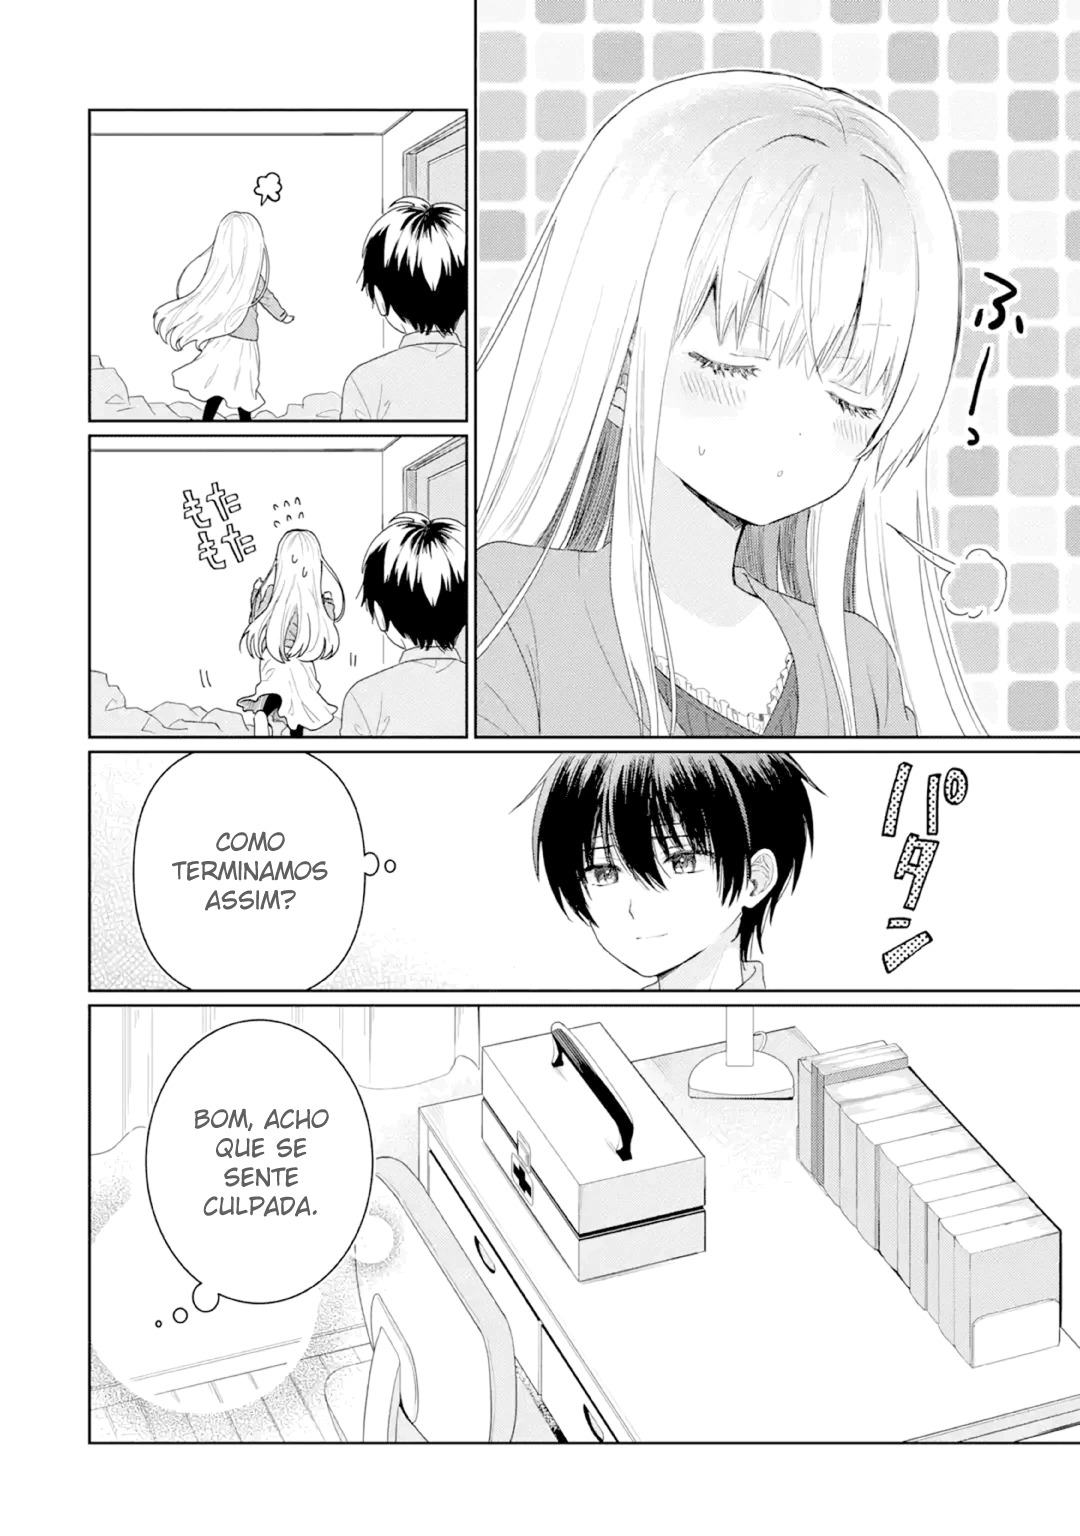 ふーっ
もた
もた
パタン
COMO
TERMINAMOS
ASSIM?
BOM, ACHO
QUE SE
SENTE
CULPADA.